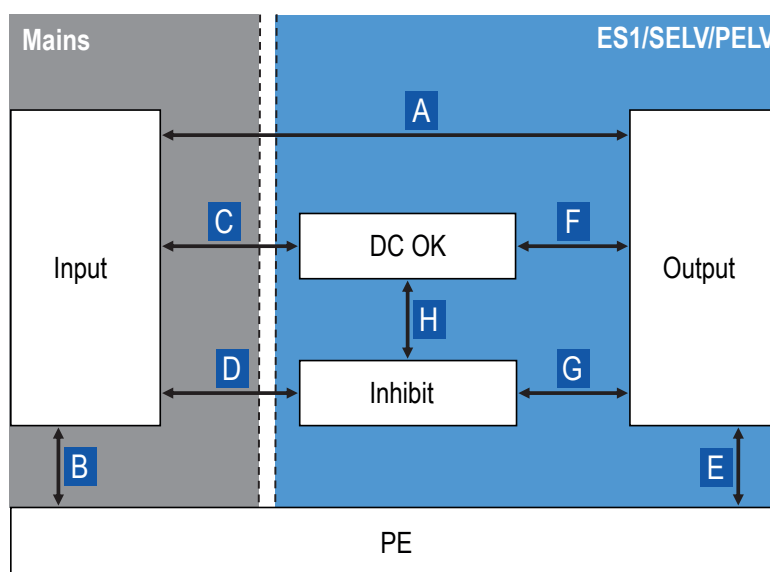 Mains
ES1/SELV/PELV
A
C
F
DC OK
Input
Output
H
D
G
Inhibit
B
E
PE